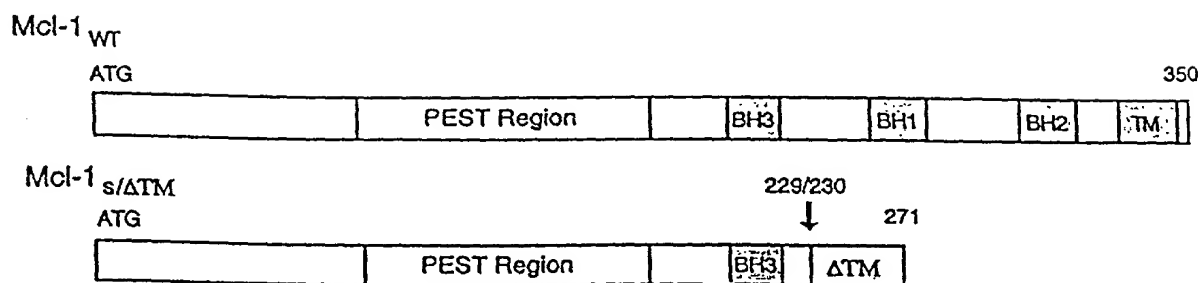 Mcl-1 WT
ATG 350
PEST Region BH3 BH1 BH2 TM
Mcl-1 s/ΔTM
229/230
ATG 271
PEST Region BH3 ΔTM